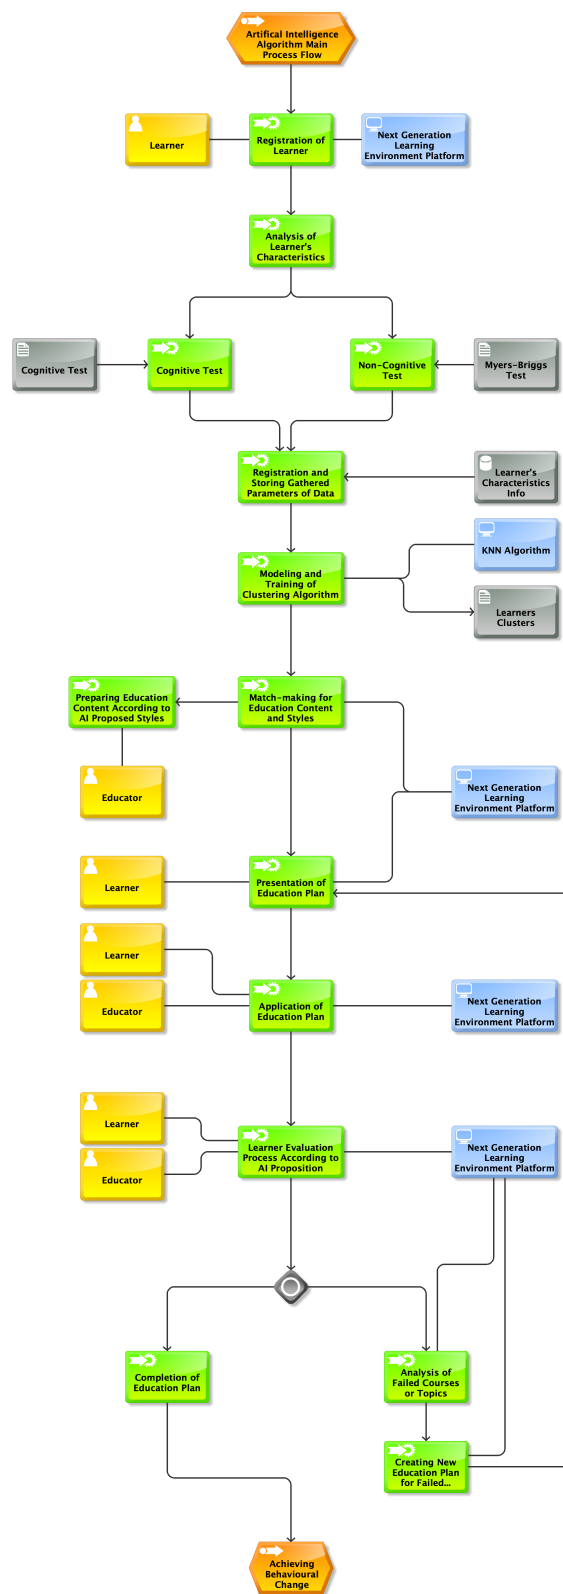 Artifical Intelligence
Algorithm Main
Process Flow
Learner
Registration of
Learner
Next Generation
Learning
Environment Platform
Analysis of
Learner's
Characteristics
Cognitive Test
Cognitive Test
Non-Cognitive
Test
Myers-Briggs
Test
Registration and
Storing Gathered
Parameters of Data
Learner's
Characteristics
Info
KNN Algorithm
Modeling and
Training of
Clustering Algorithm
Learners
Clusters
Preparing Education
Content According to
AI Proposed Styles
Match-making for
Education Content
and Styles
Educator
Next Generation
Learning
Environment Platform
Learner
Presentation of
Education Plan
Learner
Educator
Application of
Education Plan
Next Generation
Learning
Environment Platform
Learner
Educator
Learner Evaluation
Process According to
AI Proposition
Next Generation
Learning
Environment Platform
Completion of
Education Plan
Analysis of
Failed Courses
or Topics
Creating New
Education Plan
for Failed...
Achieving
Behavioural
Change